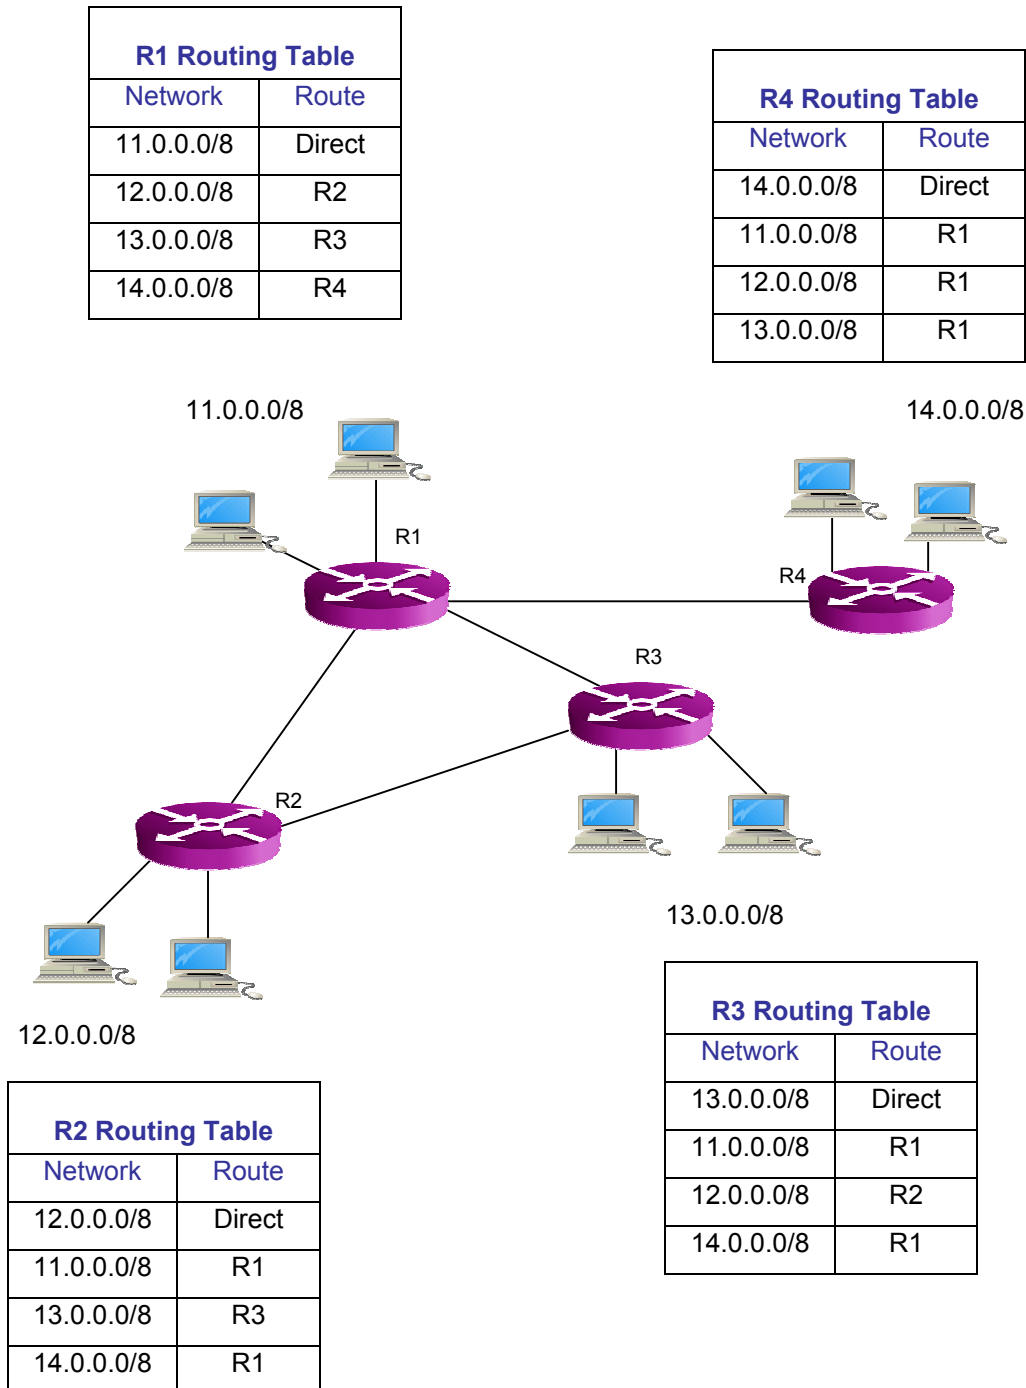 R1 Routing Table
Network Route
11.0.0.0/8 Direct
12.0.0.0/8 R2
13.0.0.0/8 R3
14.0.0.0/8 R4
R4 Routing Table
Network Route
14.0.0.0/8 Direct
11.0.0.0/8 R1
12.0.0.0/8 R1
13.0.0.0/8 R1
11.0.0.0/8
14.0.0.0/8
R1
R4
R3
R2
13.0.0.0/8
12.0.0.0/8
R3 Routing Table
Network Route
13.0.0.0/8 Direct
11.0.0.0/8 R1
12.0.0.0/8 R2
14.0.0.0/8 R1
R2 Routing Table
Network Route
12.0.0.0/8 Direct
11.0.0.0/8 R1
13.0.0.0/8 R3
14.0.0.0/8 R1